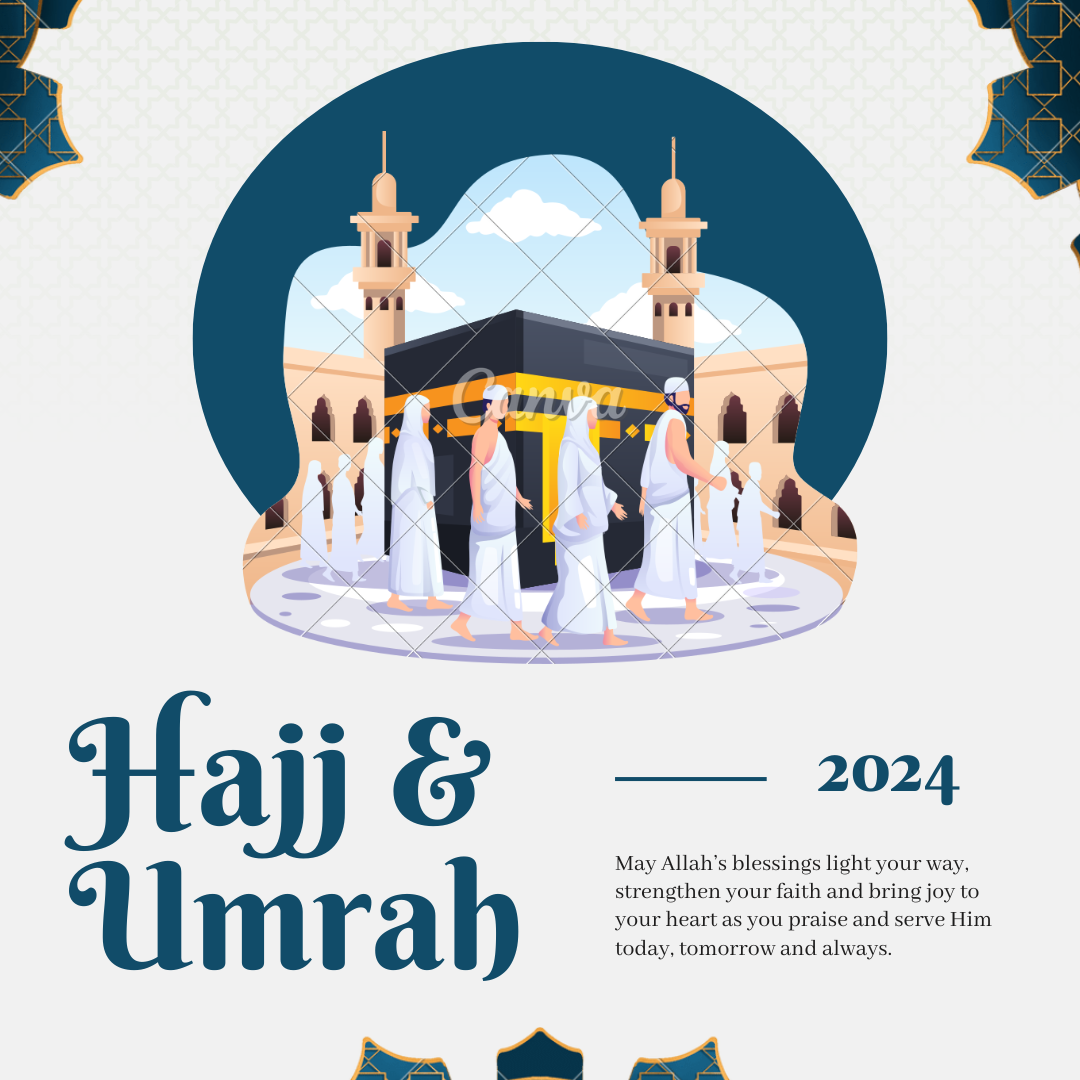 Canva
Hajj &
Umrah
2024
May Allah's blessings light your way,
strengthen your faith and bring joy to
your heart as you praise and serve Him
today, tomorrow and always.